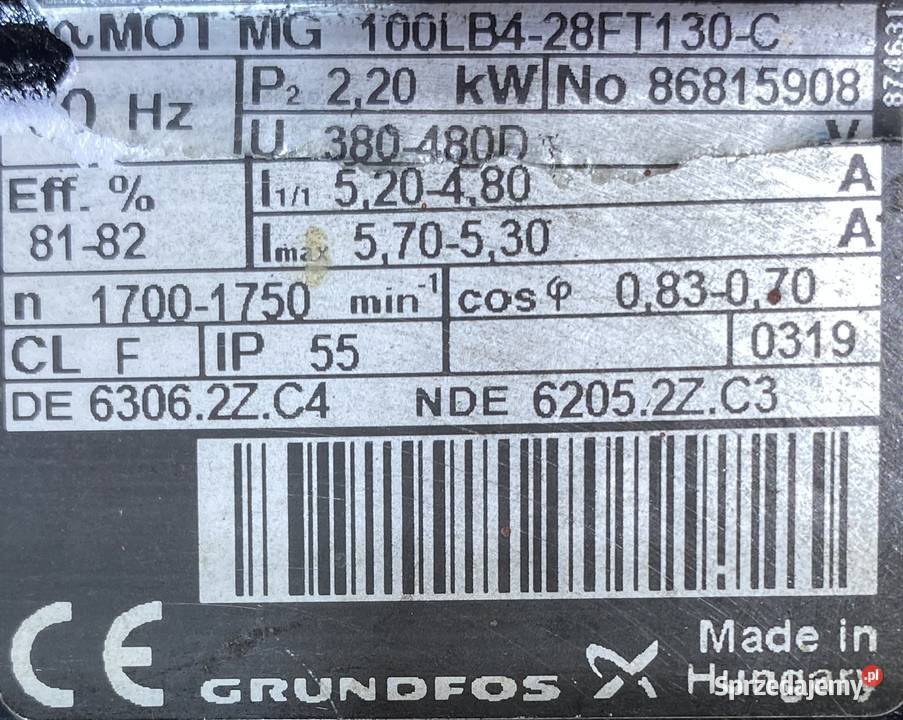 MOT MG 100LB4-28FT130-C
Hz P₂ 2,20 kW No 86815908
U 380-480D V
Eff. % I1/1 5,20-4,80 A
81-82 Imax 5,70-5,30 A
n 1700-1750 min⁻¹ cos φ 0,83-0,70
CL F IP 55 0319
DE 6306.2Z.C4 NDE 6205.2Z.C3
CE GRUNDFOS Made in
Hungary
Sprzedajemy.pl